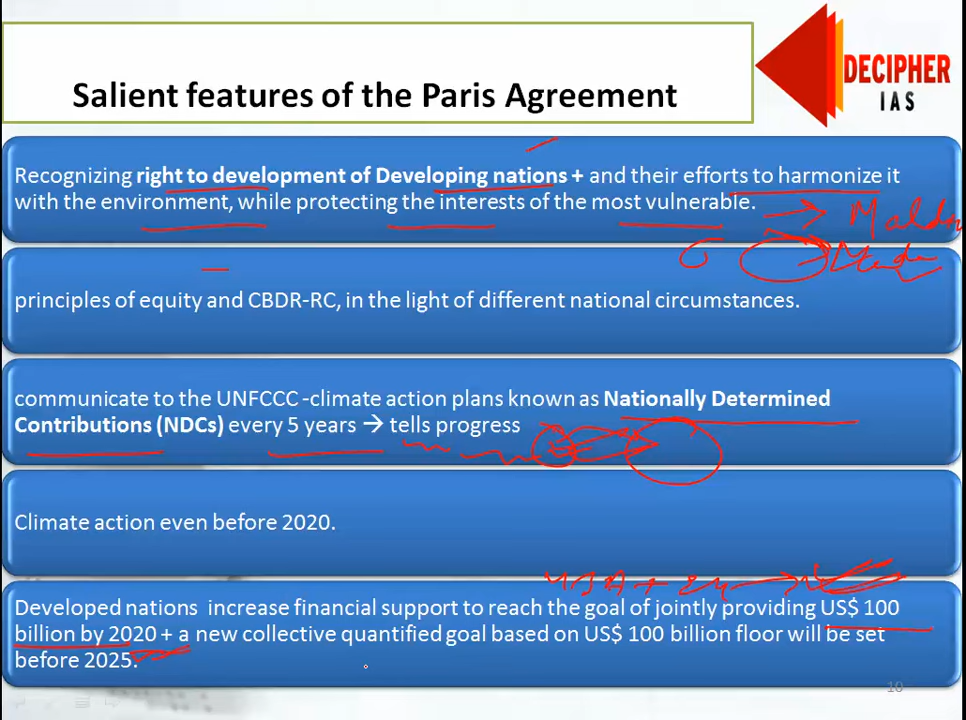 DECIPHER
IAS
Salient features of the Paris Agreement
Recognizing right to development of Developing nations + and their efforts to harmonize it
with the environment, while protecting the interests of the most vulnerable.
principles of equity and CBDR-RC, in the light of different national circumstances.
communicate to the UNFCCC -climate action plans known as Nationally Determined
Contributions (NDCs) every 5 years → tells progress
Climate action even before 2020.
Developed nations increase financial support to reach the goal of jointly providing US$ 100
billion by 2020 + a new collective quantified goal based on US$ 100 billion floor will be set
before 2025.
10